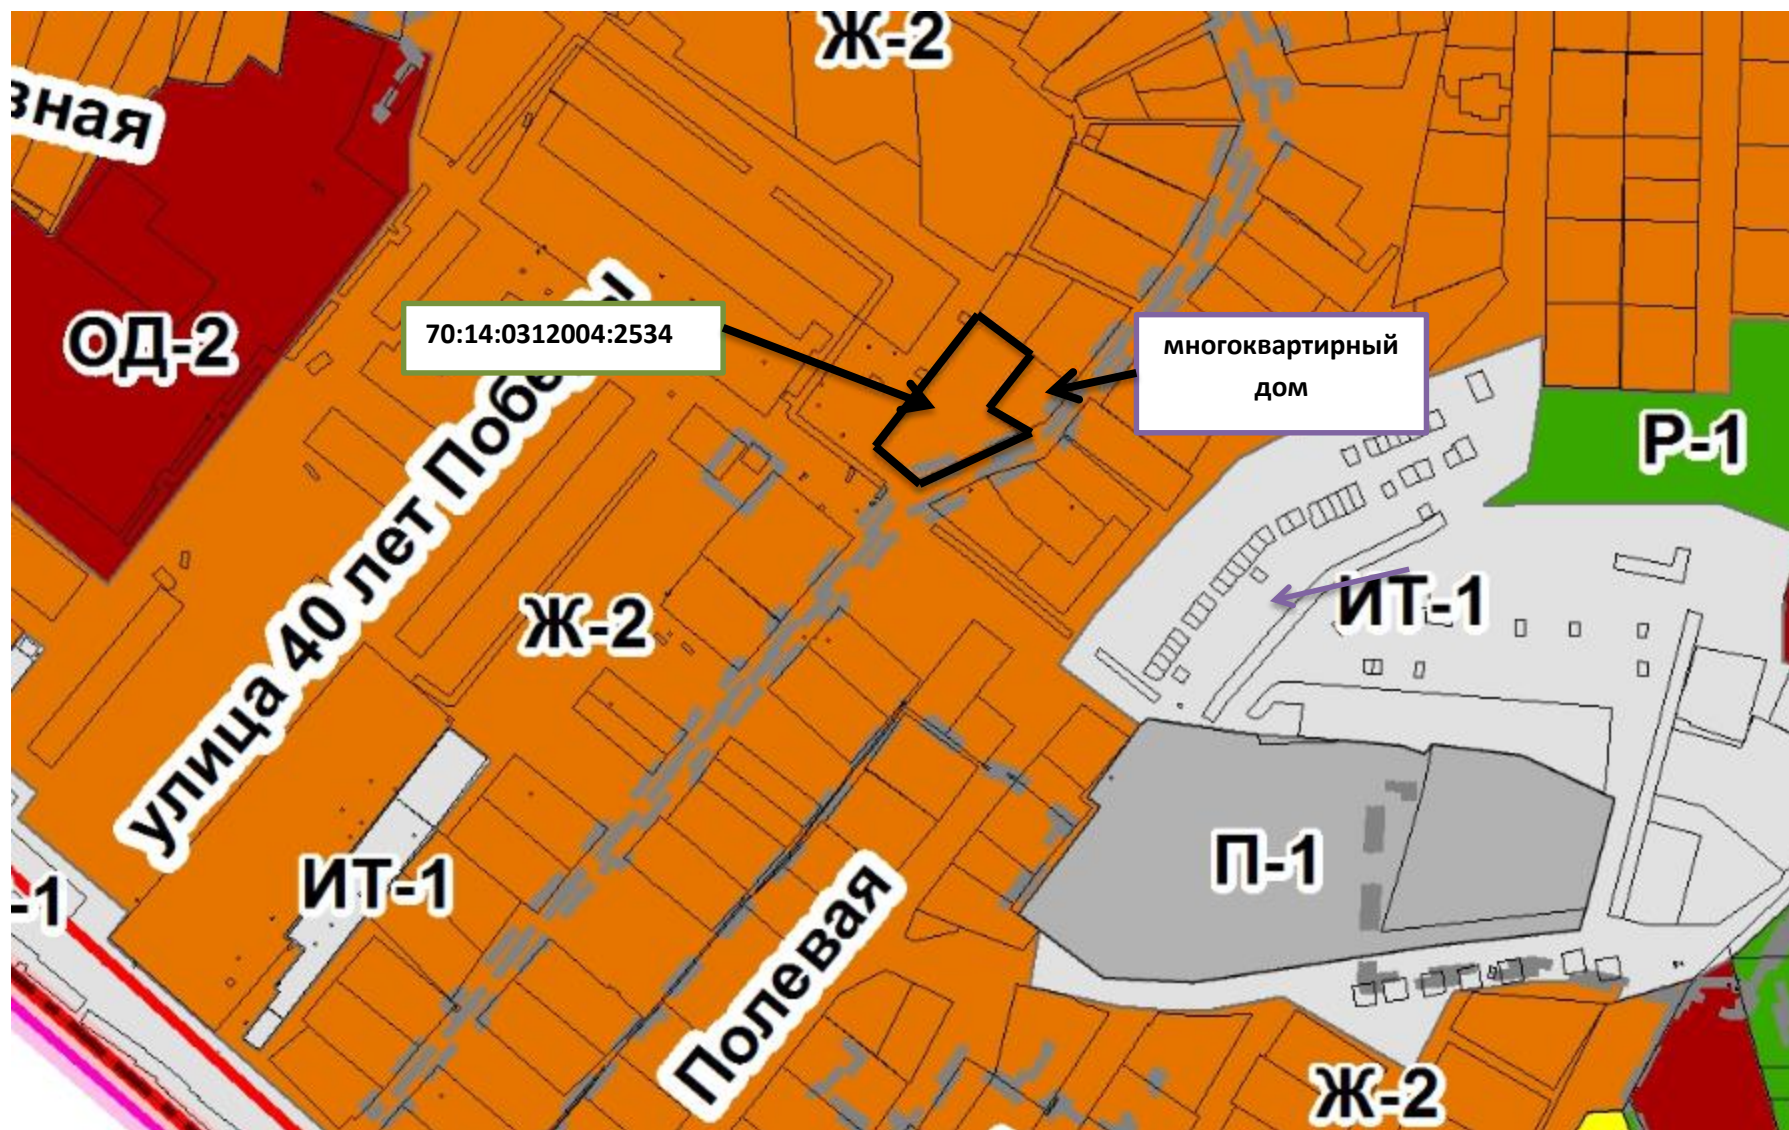 Ж-2
вная
ОД-2
70:14:0312004:2534
многоквартирный
дом
улица 40 лет Победы
Р-1
Ж-2
ИТ-1
П-1
ИТ-1
-1
Полевая
Ж-2